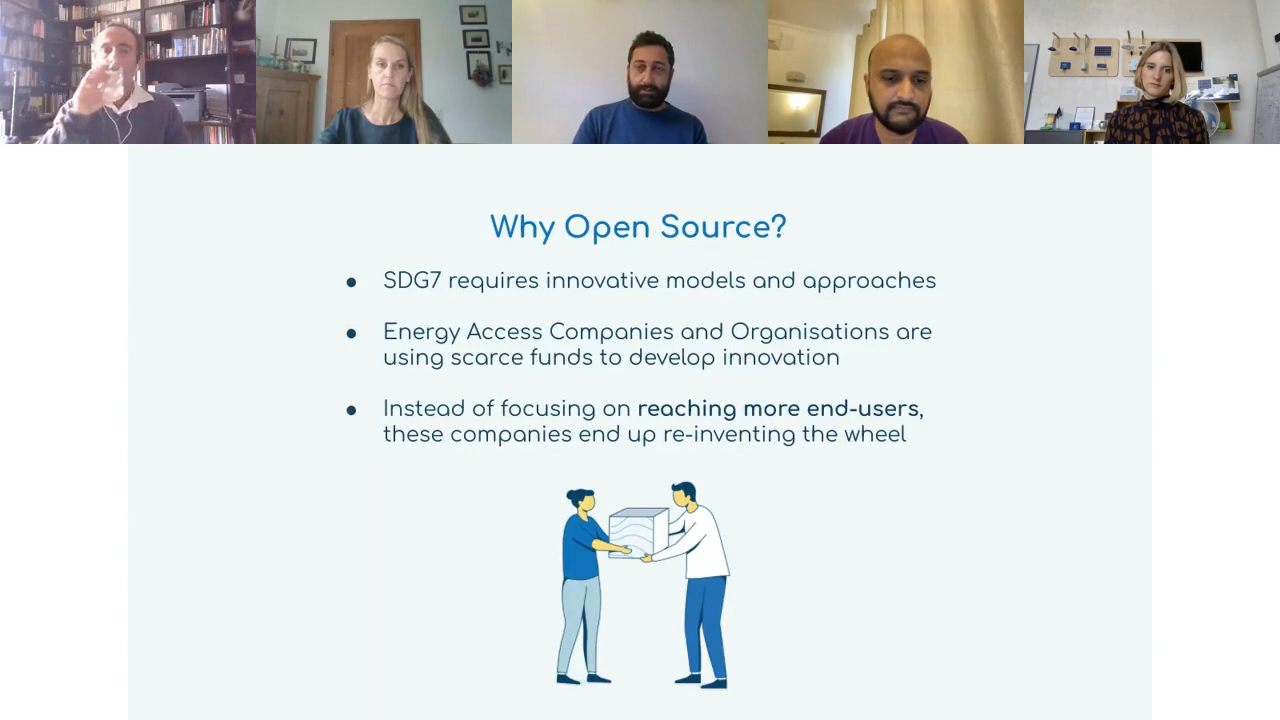 Why Open Source?
● SDG7 requires innovative models and approaches
● Energy Access Companies and Organisations are
using scarce funds to develop innovation
● Instead of focusing on reaching more end-users,
these companies end up re-inventing the wheel